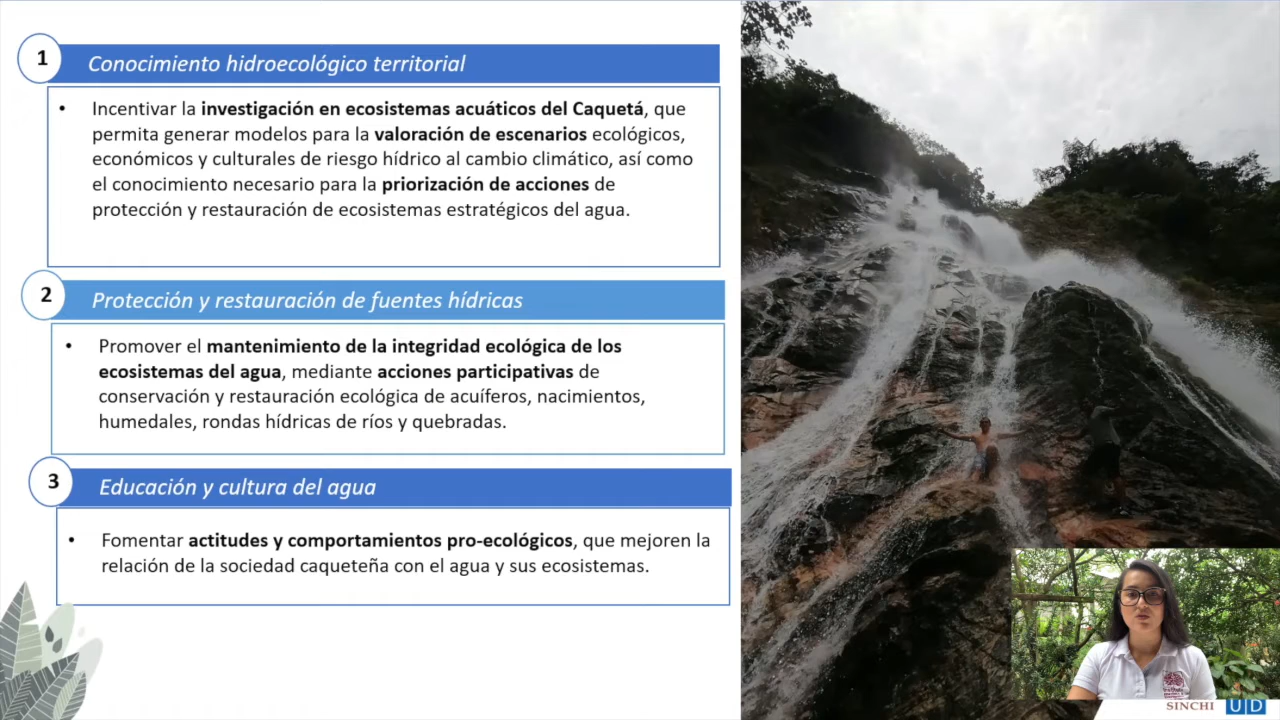 1
Conocimiento hidroecológico territorial
• Incentivar la investigación en ecosistemas acuáticos del Caquetá, que
permita generar modelos para la valoración de escenarios ecológicos,
económicos y culturales de riesgo hídrico al cambio climático, así como
el conocimiento necesario para la priorización de acciones de
protección y restauración de ecosistemas estratégicos del agua.
2
Protección y restauración de fuentes hídricas
• Promover el mantenimiento de la integridad ecológica de los
ecosistemas del agua, mediante acciones participativas de
conservación y restauración ecológica de acuíferos, nacimientos,
humedales, rondas hídricas de ríos y quebradas.
3
Educación y cultura del agua
• Fomentar actitudes y comportamientos pro-ecológicos, que mejoren la
relación de la sociedad caqueteña con el agua y sus ecosistemas.
SINCHI UD